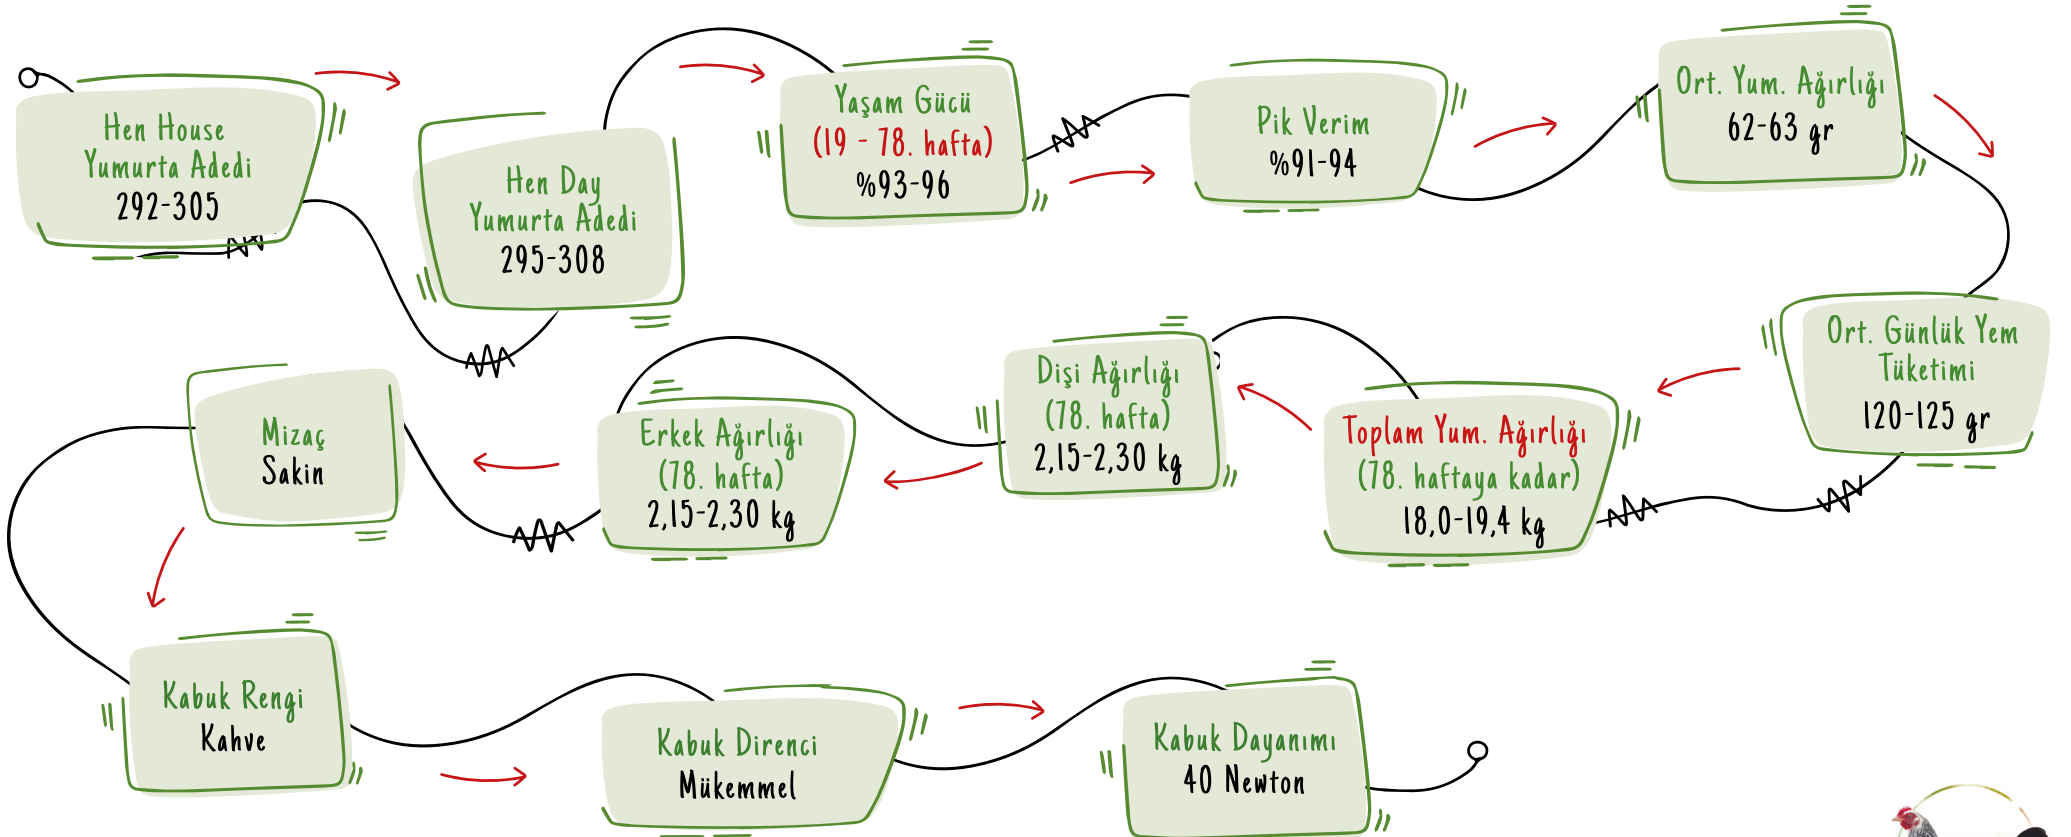 Hen House
Yumurta Adedi
292-305
Hen Day
Yumurta Adedi
295-308
Yaşam Gücü
(19 - 78. hafta)
%93-96
Pik Verim
%91-94
Ort. Yum. Ağırlığı
62-63 gr
Ort. Günlük Yem
Tüketimi
120-125 gr
Toplam Yum. Ağırlığı
(78. haftaya kadar)
18,0-19,4 kg
Dişi Ağırlığı
(78. hafta)
2,15-2,30 kg
Erkek Ağırlığı
(78. hafta)
2,15-2,30 kg
Mizaç
Sakin
Kabuk Rengi
Kahve
Kabuk Direnci
Mükemmel
Kabuk Dayanımı
40 Newton